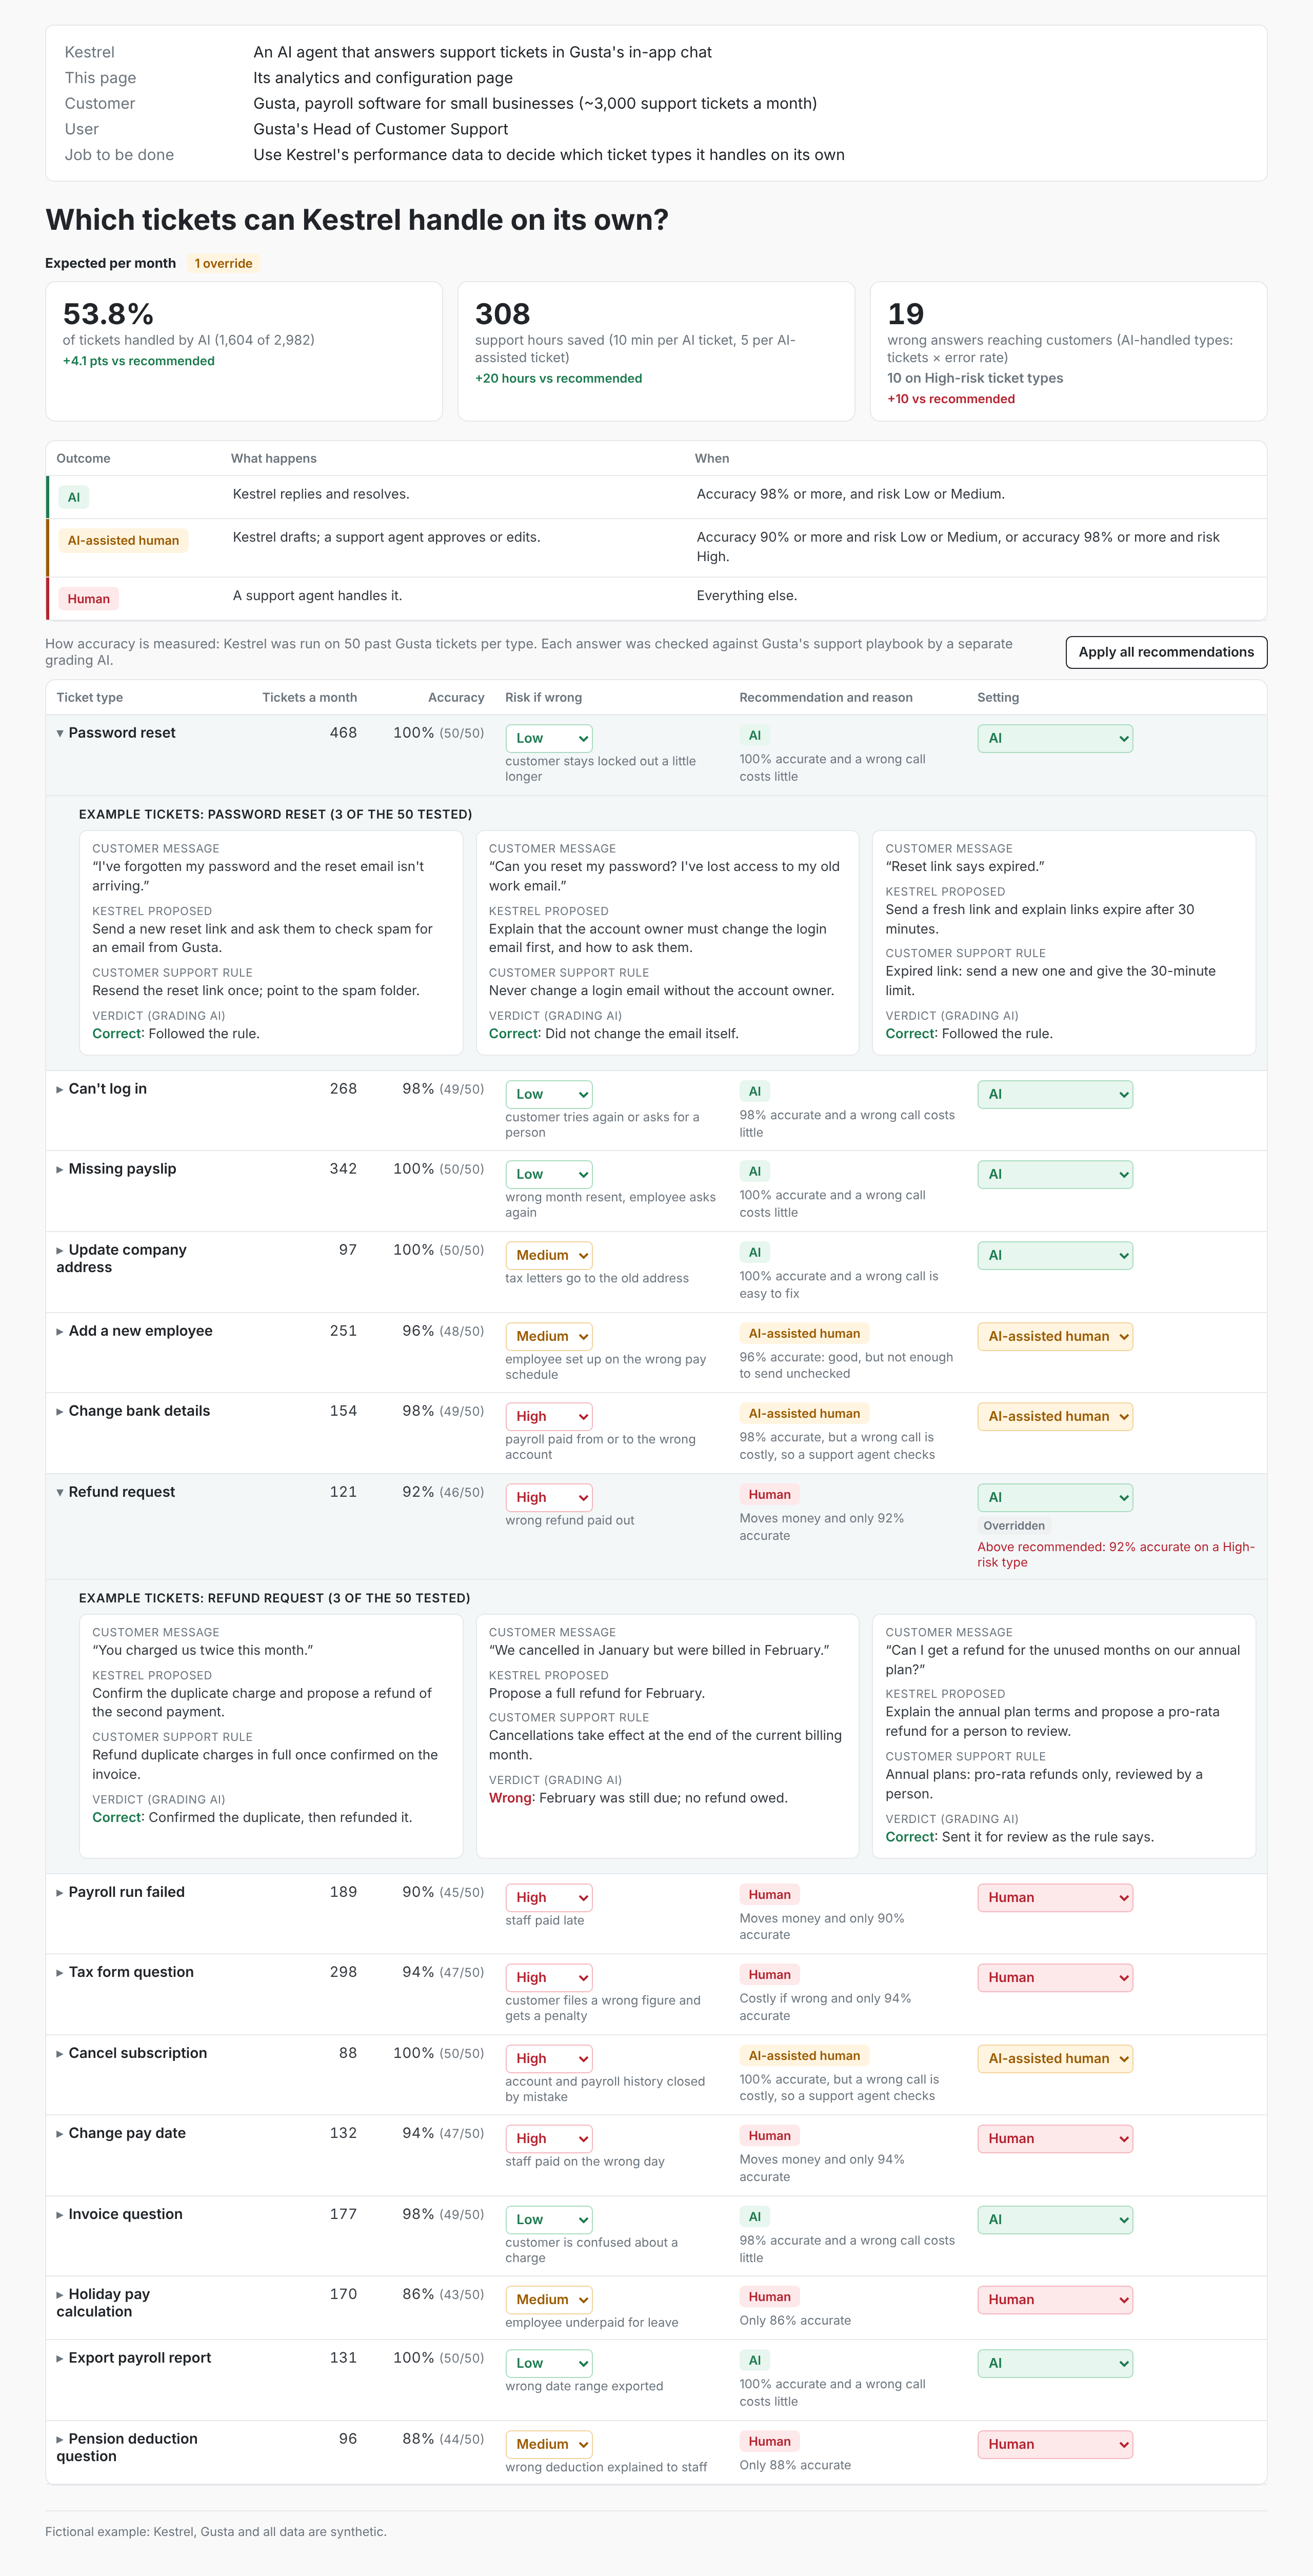 Kestrel An AI agent that answers support tickets in Gusta's in-app chat
This page Its analytics and configuration page
Customer Gusta, payroll software for small businesses (~3,000 support tickets a month)
User Gusta's Head of Customer Support
Job to be done Use Kestrel's performance data to decide which ticket types it handles on its own
Which tickets can Kestrel handle on its own?
Expected per month 1 override
53.8%
of tickets handled by AI (1,604 of 2,982)
+4.1 pts vs recommended
308
support hours saved (10 min per AI ticket, 5 per AI-
assisted ticket)
+20 hours vs recommended
19
wrong answers reaching customers (AI-handled types:
tickets × error rate)
10 on High-risk ticket types
+10 vs recommended
Outcome What happens When
AI Kestrel replies and resolves. Accuracy 98% or more, and risk Low or Medium.
AI-assisted human Kestrel drafts; a support agent approves or edits. Accuracy 90% or more and risk Low or Medium, or accuracy 98% or more and risk
High.
Human A support agent handles it. Everything else.
How accuracy is measured: Kestrel was run on 50 past Gusta tickets per type. Each answer was checked against Gusta's support playbook by a separate
grading AI.
Apply all recommendations
Ticket type Tickets a month Accuracy Risk if wrong Recommendation and reason Setting
▾ Password reset 468 100% (50/50) Low AI AI
customer stays locked out a little
longer
100% accurate and a wrong call
costs little
EXAMPLE TICKETS: PASSWORD RESET (3 OF THE 50 TESTED)
CUSTOMER MESSAGE
“I've forgotten my password and the reset email isn't
arriving.”
KESTREL PROPOSED
Send a new reset link and ask them to check spam for
an email from Gusta.
CUSTOMER SUPPORT RULE
Resend the reset link once; point to the spam folder.
VERDICT (GRADING AI)
Correct: Followed the rule.
CUSTOMER MESSAGE
“Can you reset my password? I've lost access to my old
work email.”
KESTREL PROPOSED
Explain that the account owner must change the login
email first, and how to ask them.
CUSTOMER SUPPORT RULE
Never change a login email without the account owner.
VERDICT (GRADING AI)
Correct: Did not change the email itself.
CUSTOMER MESSAGE
“Reset link says expired.”
KESTREL PROPOSED
Send a fresh link and explain links expire after 30
minutes.
CUSTOMER SUPPORT RULE
Expired link: send a new one and give the 30-minute
limit.
VERDICT (GRADING AI)
Correct: Followed the rule.
▸ Can't log in 268 98% (49/50) Low AI AI
customer tries again or asks for a
person
98% accurate and a wrong call costs
little
▸ Missing payslip 342 100% (50/50) Low AI AI
wrong month resent, employee asks
again
100% accurate and a wrong call
costs little
▸ Update company
address
97 100% (50/50) Medium AI AI
tax letters go to the old address
100% accurate and a wrong call is
easy to fix
▸ Add a new employee 251 96% (48/50) Medium AI-assisted human AI-assisted human
employee set up on the wrong pay
schedule
96% accurate: good, but not enough
to send unchecked
▸ Change bank details 154 98% (49/50) High AI-assisted human AI-assisted human
payroll paid from or to the wrong
account
98% accurate, but a wrong call is
costly, so a support agent checks
▾ Refund request 121 92% (46/50) High Human AI
wrong refund paid out
Moves money and only 92%
accurate
Overridden
Above recommended: 92% accurate on a High-
risk type
EXAMPLE TICKETS: REFUND REQUEST (3 OF THE 50 TESTED)
CUSTOMER MESSAGE
“You charged us twice this month.”
KESTREL PROPOSED
Confirm the duplicate charge and propose a refund of
the second payment.
CUSTOMER SUPPORT RULE
Refund duplicate charges in full once confirmed on the
invoice.
VERDICT (GRADING AI)
Correct: Confirmed the duplicate, then refunded it.
CUSTOMER MESSAGE
“We cancelled in January but were billed in February.”
KESTREL PROPOSED
Propose a full refund for February.
CUSTOMER SUPPORT RULE
Cancellations take effect at the end of the current billing
month.
VERDICT (GRADING AI)
Wrong: February was still due; no refund owed.
CUSTOMER MESSAGE
“Can I get a refund for the unused months on our annual
plan?”
KESTREL PROPOSED
Explain the annual plan terms and propose a pro-rata
refund for a person to review.
CUSTOMER SUPPORT RULE
Annual plans: pro-rata refunds only, reviewed by a
person.
VERDICT (GRADING AI)
Correct: Sent it for review as the rule says.
▸ Payroll run failed 189 90% (45/50) High Human Human
staff paid late
Moves money and only 90%
accurate
▸ Tax form question 298 94% (47/50) High Human Human
customer files a wrong figure and
gets a penalty
Costly if wrong and only 94%
accurate
▸ Cancel subscription 88 100% (50/50) High AI-assisted human AI-assisted human
account and payroll history closed
by mistake
100% accurate, but a wrong call is
costly, so a support agent checks
▸ Change pay date 132 94% (47/50) High Human Human
staff paid on the wrong day
Moves money and only 94%
accurate
▸ Invoice question 177 98% (49/50) Low AI AI
customer is confused about a
charge
98% accurate and a wrong call costs
little
▸ Holiday pay
calculation
170 86% (43/50) Medium Human Human
employee underpaid for leave
Only 86% accurate
▸ Export payroll report 131 100% (50/50) Low AI AI
wrong date range exported
100% accurate and a wrong call
costs little
▸ Pension deduction
question
96 88% (44/50) Medium Human Human
wrong deduction explained to staff
Only 88% accurate
Fictional example: Kestrel, Gusta and all data are synthetic.